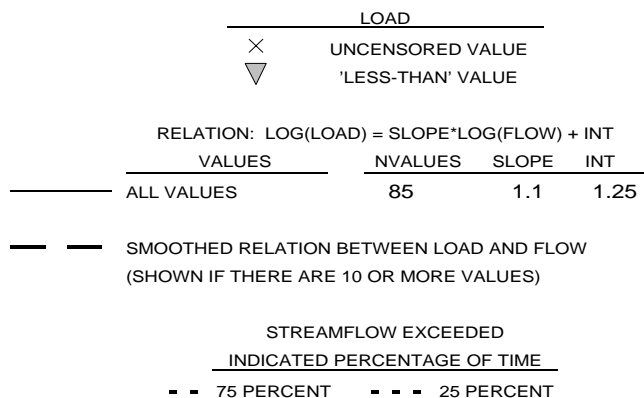 LOAD
UNCENSORED VALUE
'LESS-THAN' VALUE
RELATION: LOG(LOAD) = SLOPE*LOG(FLOW) + INT
VALUES NVALUES SLOPE INT
ALL VALUES 85 1.1 1.25
SMOOTHED RELATION BETWEEN LOAD AND FLOW
(SHOWN IF THERE ARE 10 OR MORE VALUES)
STREAMFLOW EXCEEDED
INDICATED PERCENTAGE OF TIME
75 PERCENT 25 PERCENT